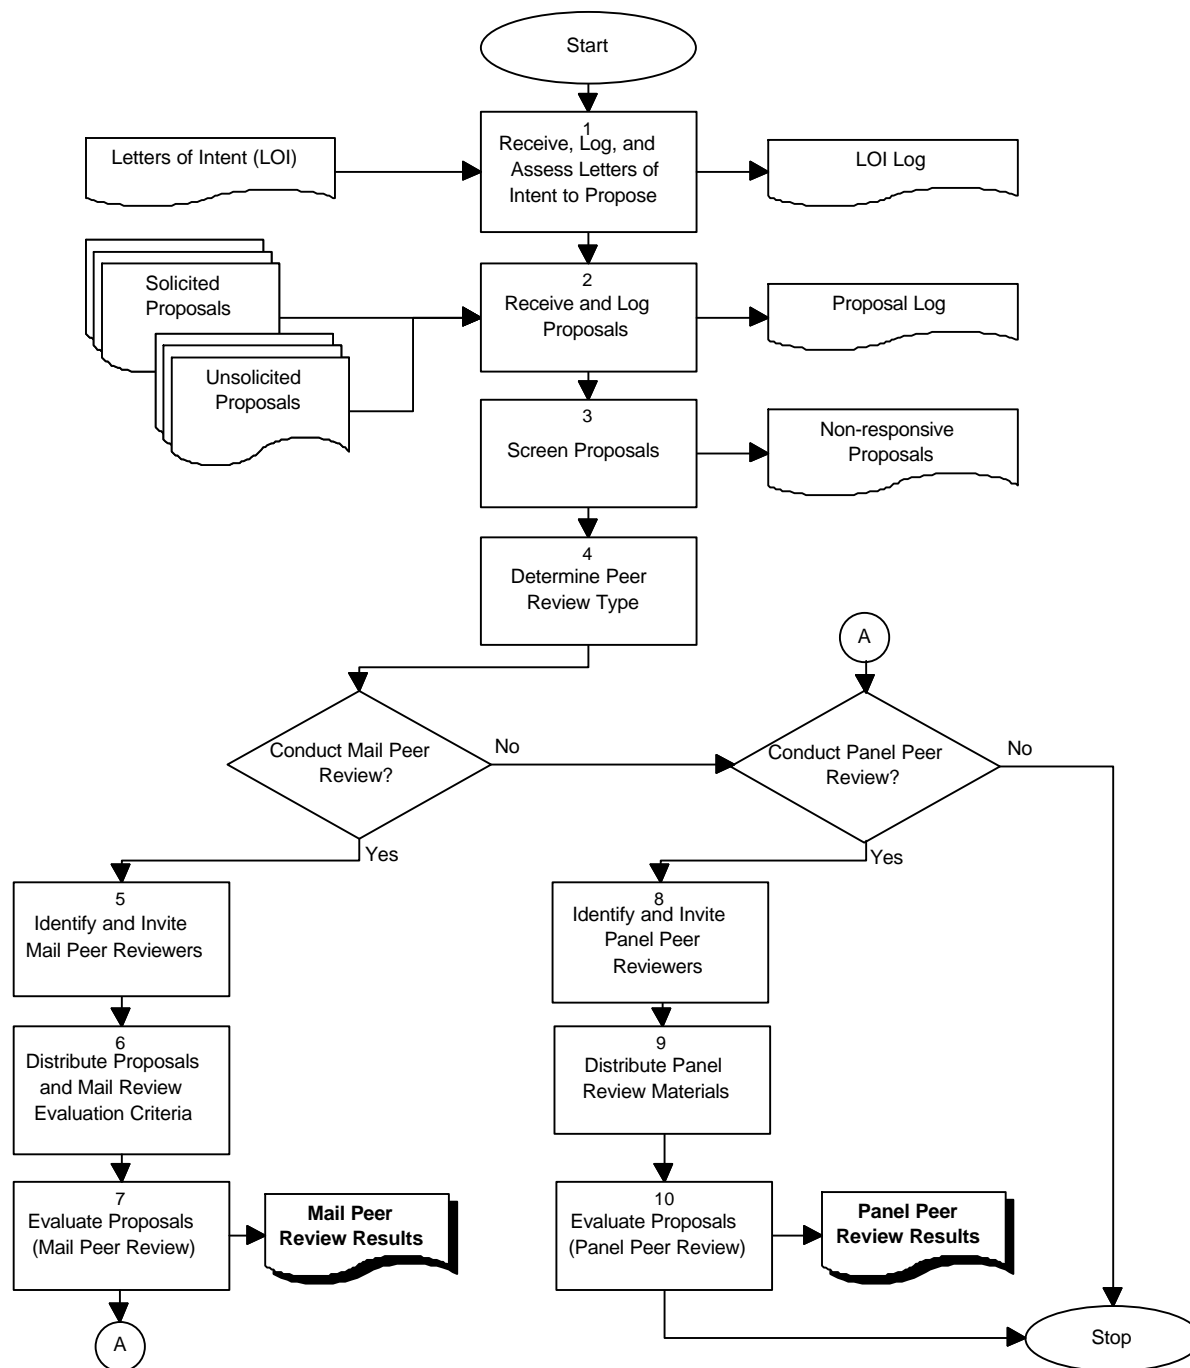 Start
1
Receive, Log, and
Assess Letters of
Intent to Propose
Letters of Intent (LOI)
LOI Log
Solicited
Proposals
2
Receive and Log
Proposals
Proposal Log
Unsolicited
Proposals
3
Screen Proposals
Non-responsive
Proposals
4
Determine Peer
Review Type
A
Conduct Mail Peer
Review?
No
Conduct Panel Peer
Review?
No
Yes
Yes
5
Identify and Invite
Mail Peer Reviewers
8
Identify and Invite
Panel Peer
Reviewers
6
Distribute Proposals
and Mail Review
Evaluation Criteria
9
Distribute Panel
Review Materials
7
Evaluate Proposals
(Mail Peer Review)
Mail Peer
Review Results
10
Evaluate Proposals
(Panel Peer Review)
Panel Peer
Review Results
A
Stop